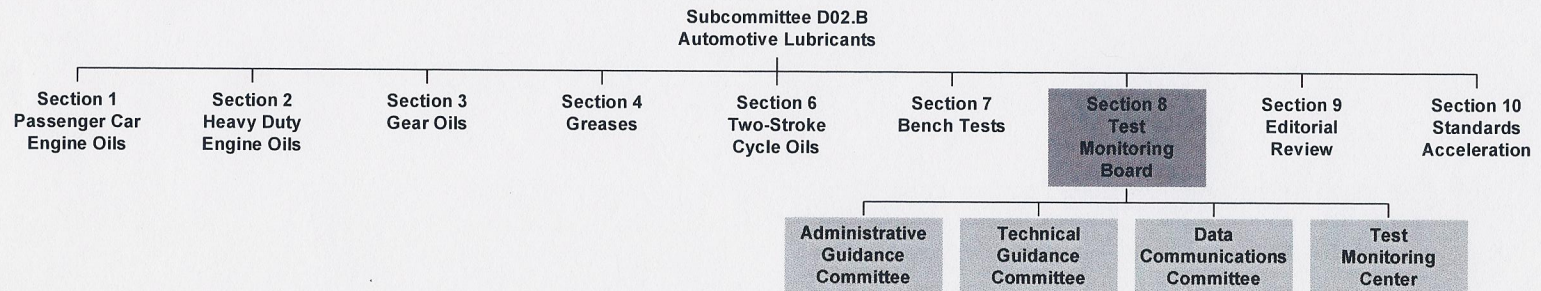 Subcommittee D02.B
Automotive Lubricants
Section 1
Passenger Car
Engine Oils
Section 2
Heavy Duty
Engine Oils
Section 3
Gear Oils
Section 4
Greases
Section 6
Two-Stroke
Cycle Oils
Section 7
Bench Tests
Section 8
Test
Monitoring
Board
Section 9
Editorial
Review
Section 10
Standards
Acceleration
Administrative
Guidance
Committee
Technical
Guidance
Committee
Data
Communications
Committee
Test
Monitoring
Center